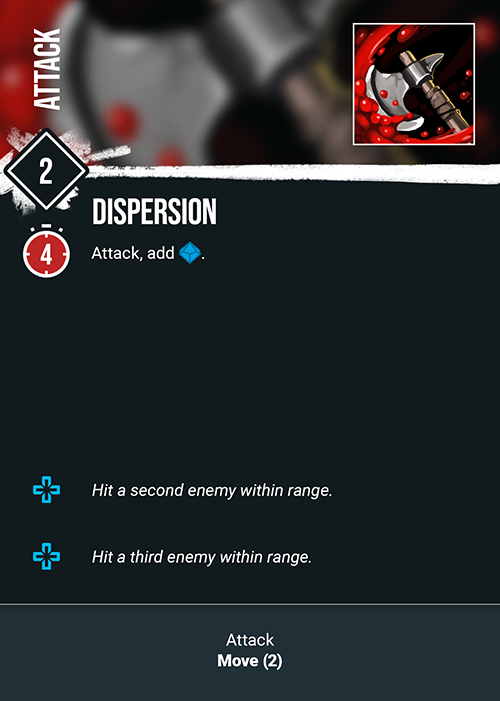 ATTACK
2
DISPERSION
4
Attack, add .
Hit a second enemy within range.
Hit a third enemy within range.
Attack
Move (2)